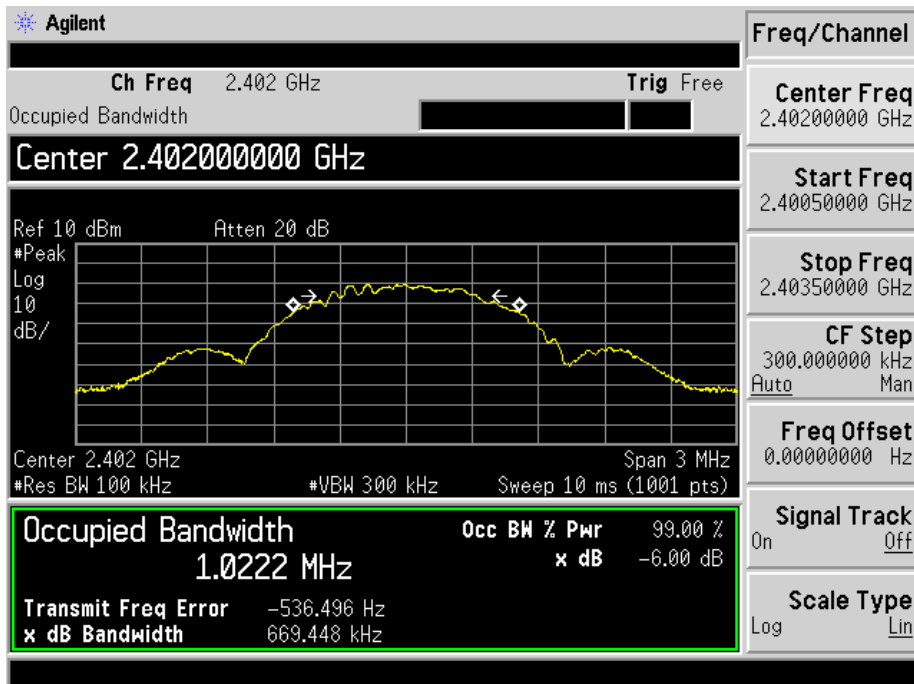 Agilent
Ch Freq 2.402 GHz Trig Free
Occupied Bandwidth
Center 2.402000000 GHz
Ref 10 dBm Atten 20 dB
#Peak
Log
10
dB/
Center 2.402 GHz Span 3 MHz
#Res BW 100 kHz #VBW 300 kHz Sweep 10 ms (1001 pts)
Occupied Bandwidth Occ BW % Pwr 99.00 %
1.0222 MHz x dB -6.00 dB
Transmit Freq Error -536.496 Hz
x dB Bandwidth 669.448 kHz
Freq/Channel
Center Freq
2.40200000 GHz
Start Freq
2.40050000 GHz
Stop Freq
2.40350000 GHz
CF Step
300.000000 kHz
Auto Man
Freq Offset
0.00000000 Hz
Signal Track
On Off
Scale Type
Log Lin